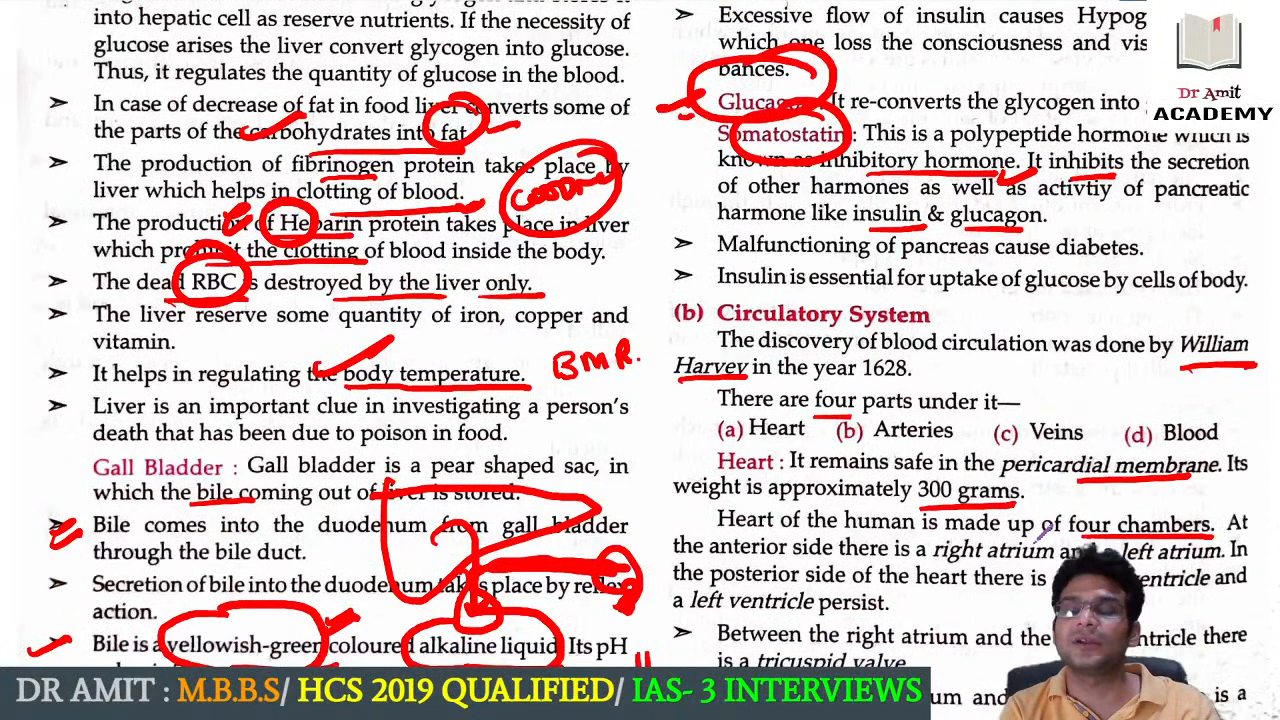 into hepatic cell as reserve nutrients. If the necessity
of glucose arises the liver convert glycogen into glucose.
Thus, it regulates the quantity of glucose in the blood.
➤ In case of decrease of fat in food liver converts some of
the parts of the carbohydrates into fat.
➤ The production of fibrinogen protein takes place by
liver which helps in clotting of blood.
➤ The production of Heparin protein takes place in liver
which prohibit the clotting of blood inside the body.
➤ The dead RBC is destroyed by the liver only.
➤ The liver reserve some quantity of iron, copper and
vitamin.
➤ It helps in regulating the body temperature.
BMR.
➤ Liver is an important clue in investigating a person's
death that has been due to poison in food.
Gall Bladder : Gall bladder is a pear shaped sac, in
which the bile coming out of liver is stored.
➤ Bile comes into the duodenum from gall bladder
through the bile duct.
➤ Secretion of bile into the duodenum takes place by reflex
action.
➤ Bile is a yellowish-green coloured alkaline liquid. Its pH
➤ Excessive flow of insulin causes Hypog
which one loss the consciousness and vis
bances.
Glucagon : It re-converts the glycogen into
Somatostatin : This is a polypeptide hormone which is
known as inhibitory hormone. It inhibits the secretion
of other harmones as well as activtiy of pancreatic
harmone like insulin & glucagon.
➤ Malfunctioning of pancreas cause diabetes.
➤ Insulin is essential for uptake of glucose by cells of body.
(b) Circulatory System
The discovery of blood circulation was done by William
Harvey in the year 1628.
There are four parts under it—
(a) Heart (b) Arteries (c) Veins (d) Blood
Heart : It remains safe in the pericardial membrane. Its
weight is approximately 300 grams.
Heart of the human is made up of four chambers. At
the anterior side there is a right atrium and a left atrium. In
the posterior side of the heart there is entricle and
a left ventricle persist.
➤ Between the right atrium and the entricle there
is a tricuspid valve.
um and is a
Dr Amit
ACADEMY
DR AMIT : M.B.B.S/ HCS 2019 QUALIFIED/ IAS- 3 INTERVIEWS